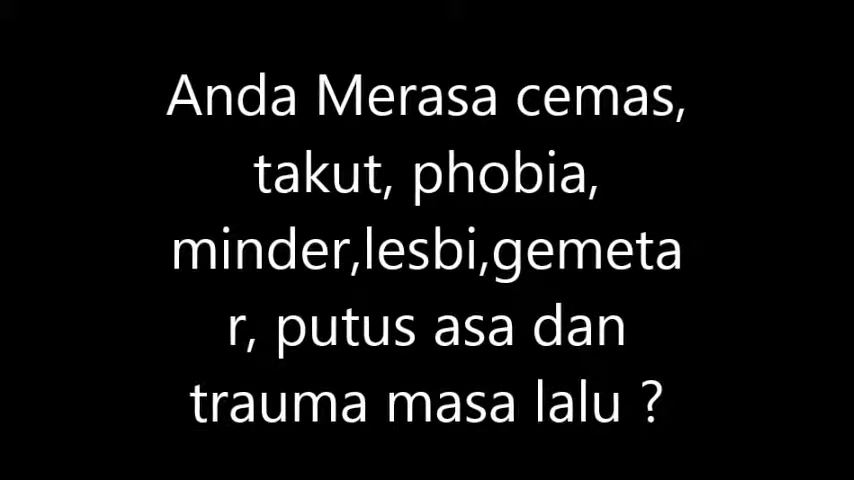 Anda Merasa cemas,
takut, phobia,
minder,lesbi,gemeta
r, putus asa dan
trauma masa lalu ?